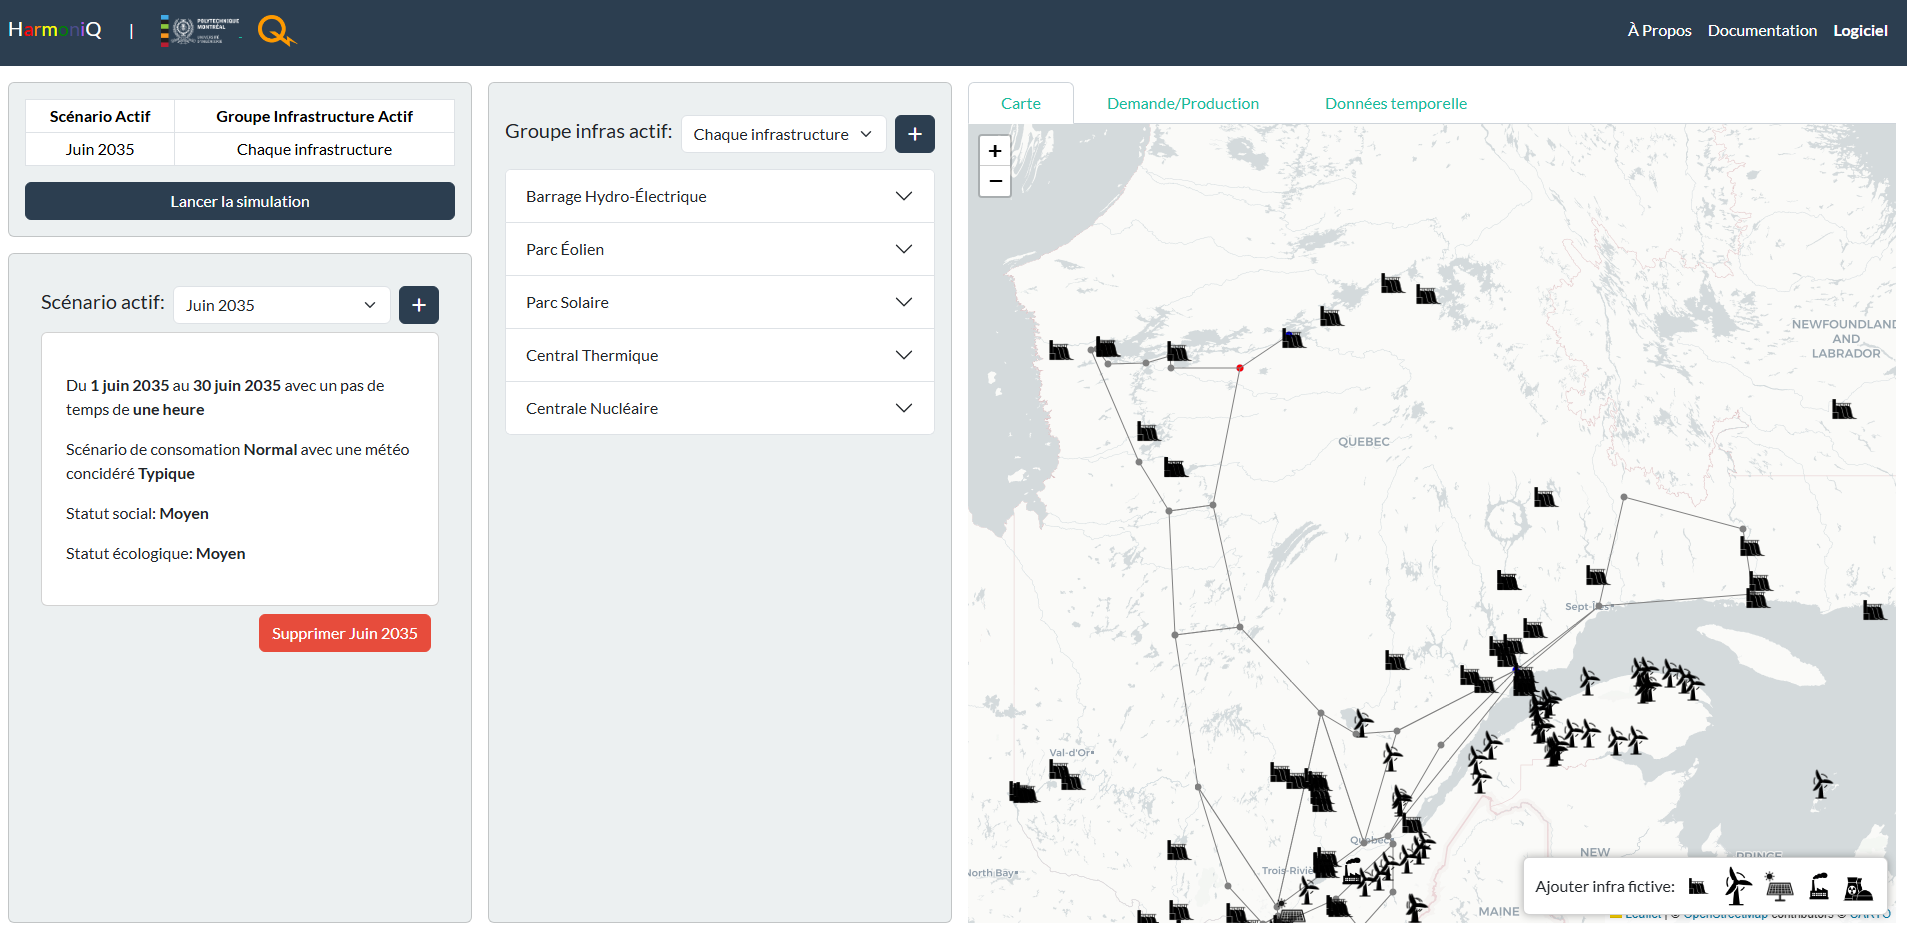 HarmoniQ
|
POLYTECHNIQUE
MONTRÉAL
UNIVERSITÉ
D'INGÉNIERIE
À Propos
Documentation
Logiciel
Scénario Actif
Groupe Infrastructure Actif
Juin 2035
Chaque infrastructure
Lancer la simulation
Scénario actif:
Juin 2035
+
Du 1 juin 2035 au 30 juin 2035 avec un pas de
temps de une heure
Scénario de consomation Normal avec une météo
concidéré Typique
Statut social: Moyen
Statut écologique: Moyen
Supprimer Juin 2035
Groupe infras actif:
Chaque infrastructure
+
Barrage Hydro-Électrique
Parc Éolien
Parc Solaire
Central Thermique
Centrale Nucléaire
Carte
Demande/Production
Données temporelle
+
−
NEWFOUNDLAND
AND
LABRADOR
QUEBEC
Sept-Îles
Val-d'Or
Québec
Trois-Riviè
North Bay
NEW
PRINCE
MAINE
Ajouter infra fictive:
Leaflet | © OpenStreetMap contributors © CARTO